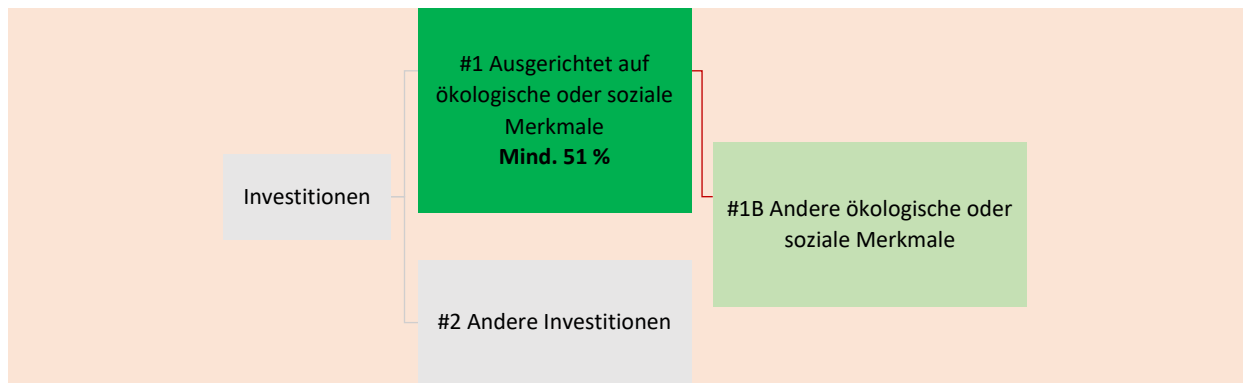 #1 Ausgerichtet auf
ökologische oder soziale
Merkmale
Mind. 51 %
Investitionen
#1B Andere ökologische oder
soziale Merkmale
#2 Andere Investitionen